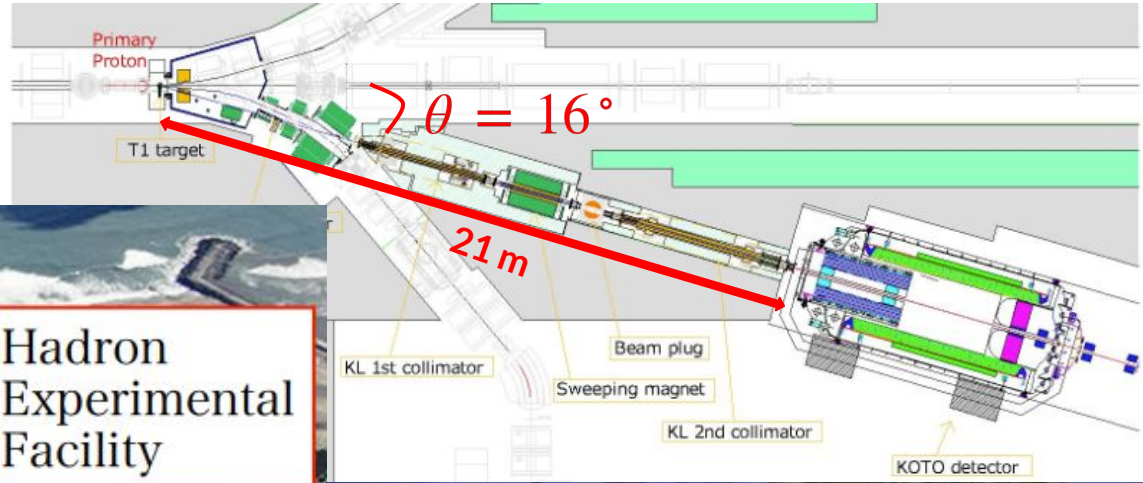 Primary
Proton
T1 target
θ = 16°
21 m
KL 1st collimator
Beam plug
Sweeping magnet
KL 2nd collimator
KOTO detector
Hadron
Experimental
Facility